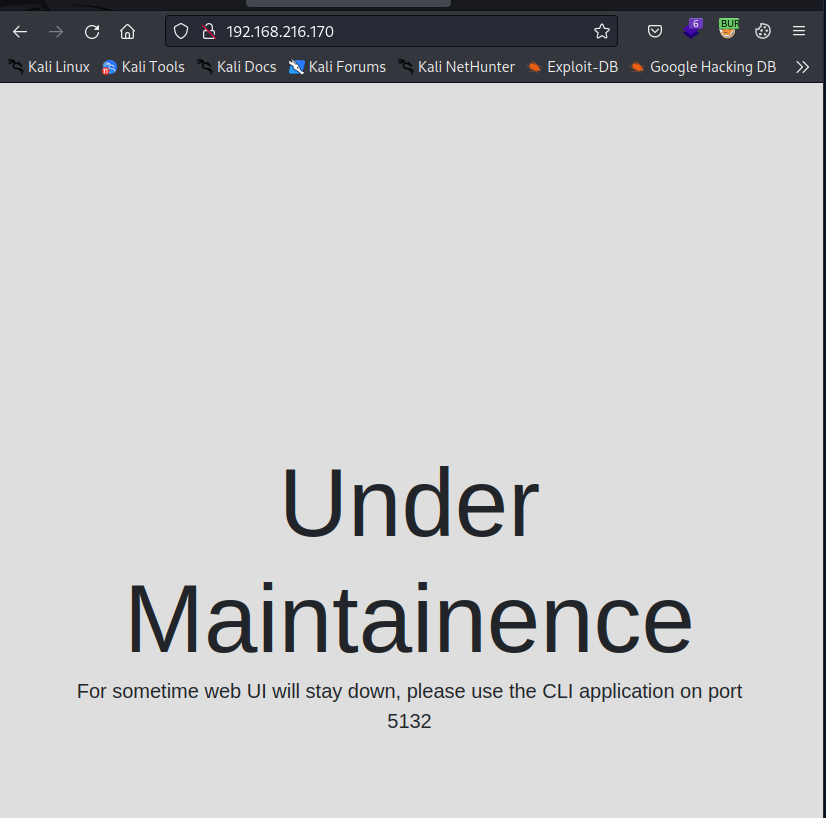 192.168.216.170
6
BUR
Kali Linux Kali Tools Kali Docs Kali Forums Kali NetHunter Exploit-DB Google Hacking DB
Under
Maintainence
For sometime web UI will stay down, please use the CLI application on port
5132